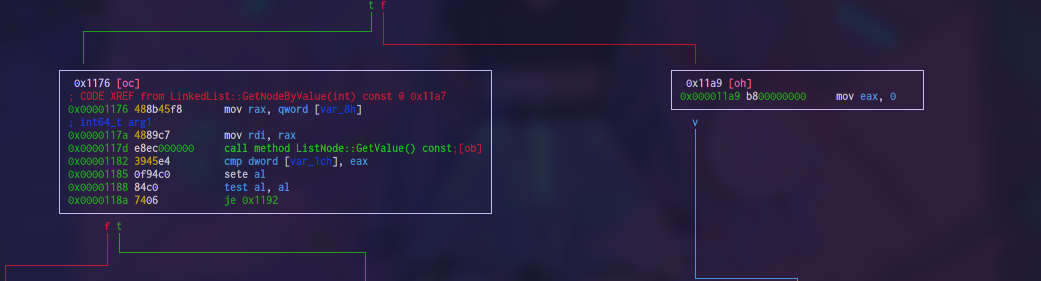 t f
0x1176 [oc]
; CODE XREF from LinkedList::GetNodeByValue(int) const @ 0x11a7
0x00001176 488b45f8 mov rax, qword [var_8h]
; int64_t arg1
0x0000117a 4889c7 mov rdi, rax
0x0000117d e8ec000000 call method ListNode::GetValue() const;[ob]
0x00001182 3945e4 cmp dword [var_1ch], eax
0x00001185 0f94c0 sete al
0x00001188 84c0 test al, al
0x0000118a 7406 je 0x1192
f t
0x11a9 [oh]
0x000011a9 b800000000 mov eax, 0
v